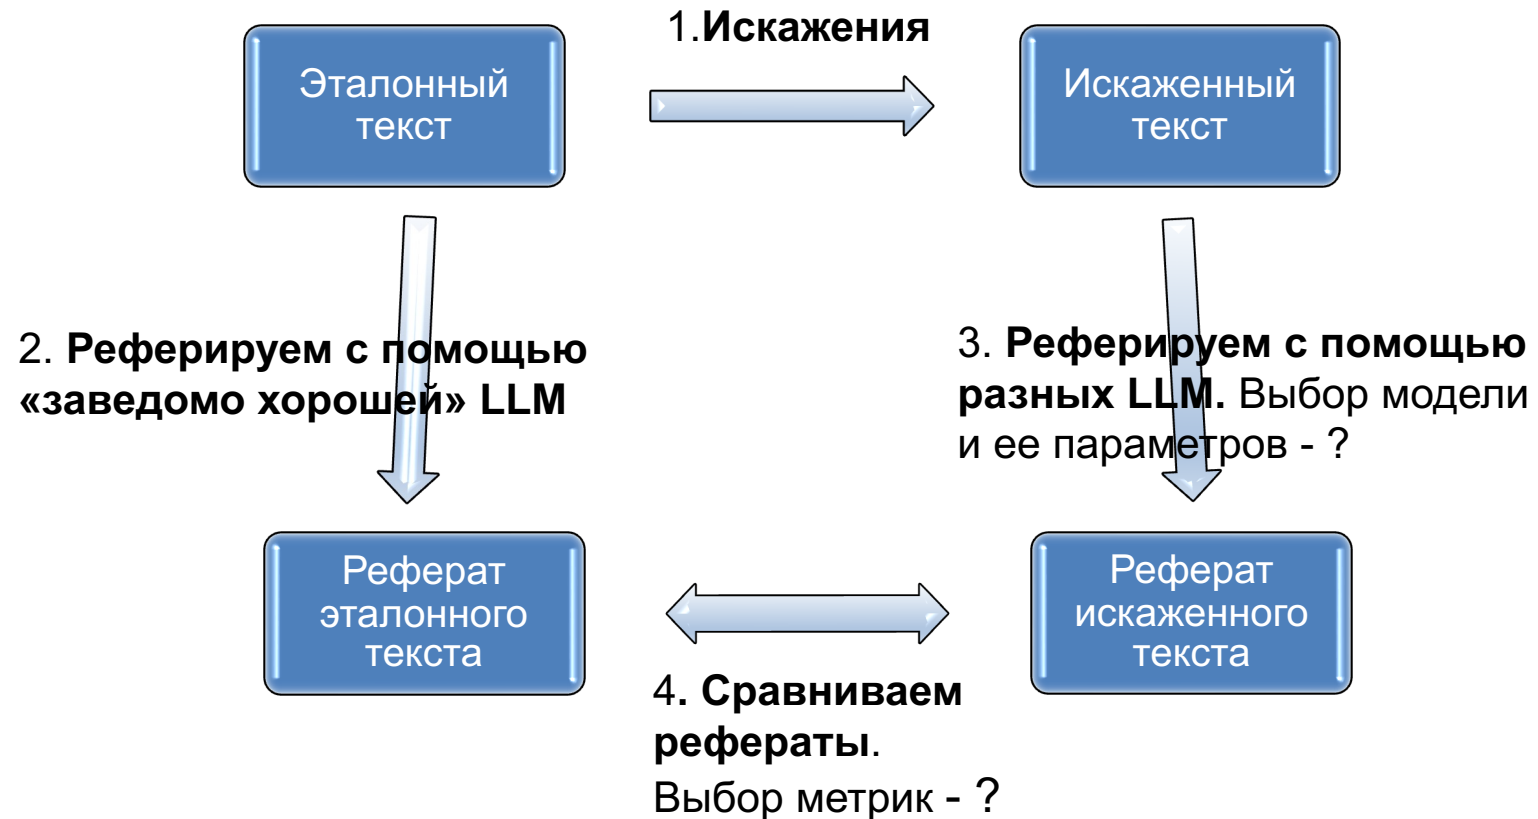 1.Искажения
Эталонный
текст
Искаженный
текст
2. Реферируем с помощью
«заведомо хорошей» LLM
3. Реферируем с помощью
разных LLM. Выбор модели
и ее параметров - ?
Реферат
эталонного
текста
Реферат
искаженного
текста
4. Сравниваем
рефераты.
Выбор метрик - ?